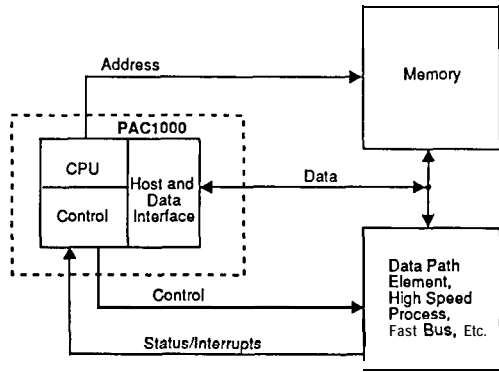 Address
Memory
PAC1000
CPU
Host and
Data
Interface
Control
Data
Data Path
Element,
High Speed
Process,
Fast Bus, Etc.
Control
Status/Interrupts